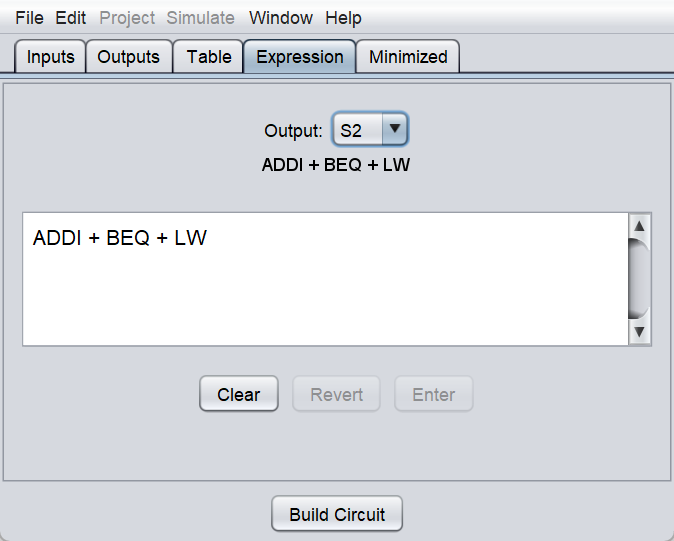 File Edit Project Simulate Window Help
Inputs Outputs Table Expression Minimized
Output: S2
ADDI + BEQ + LW
ADDI + BEQ + LW
Clear Revert Enter
Build Circuit